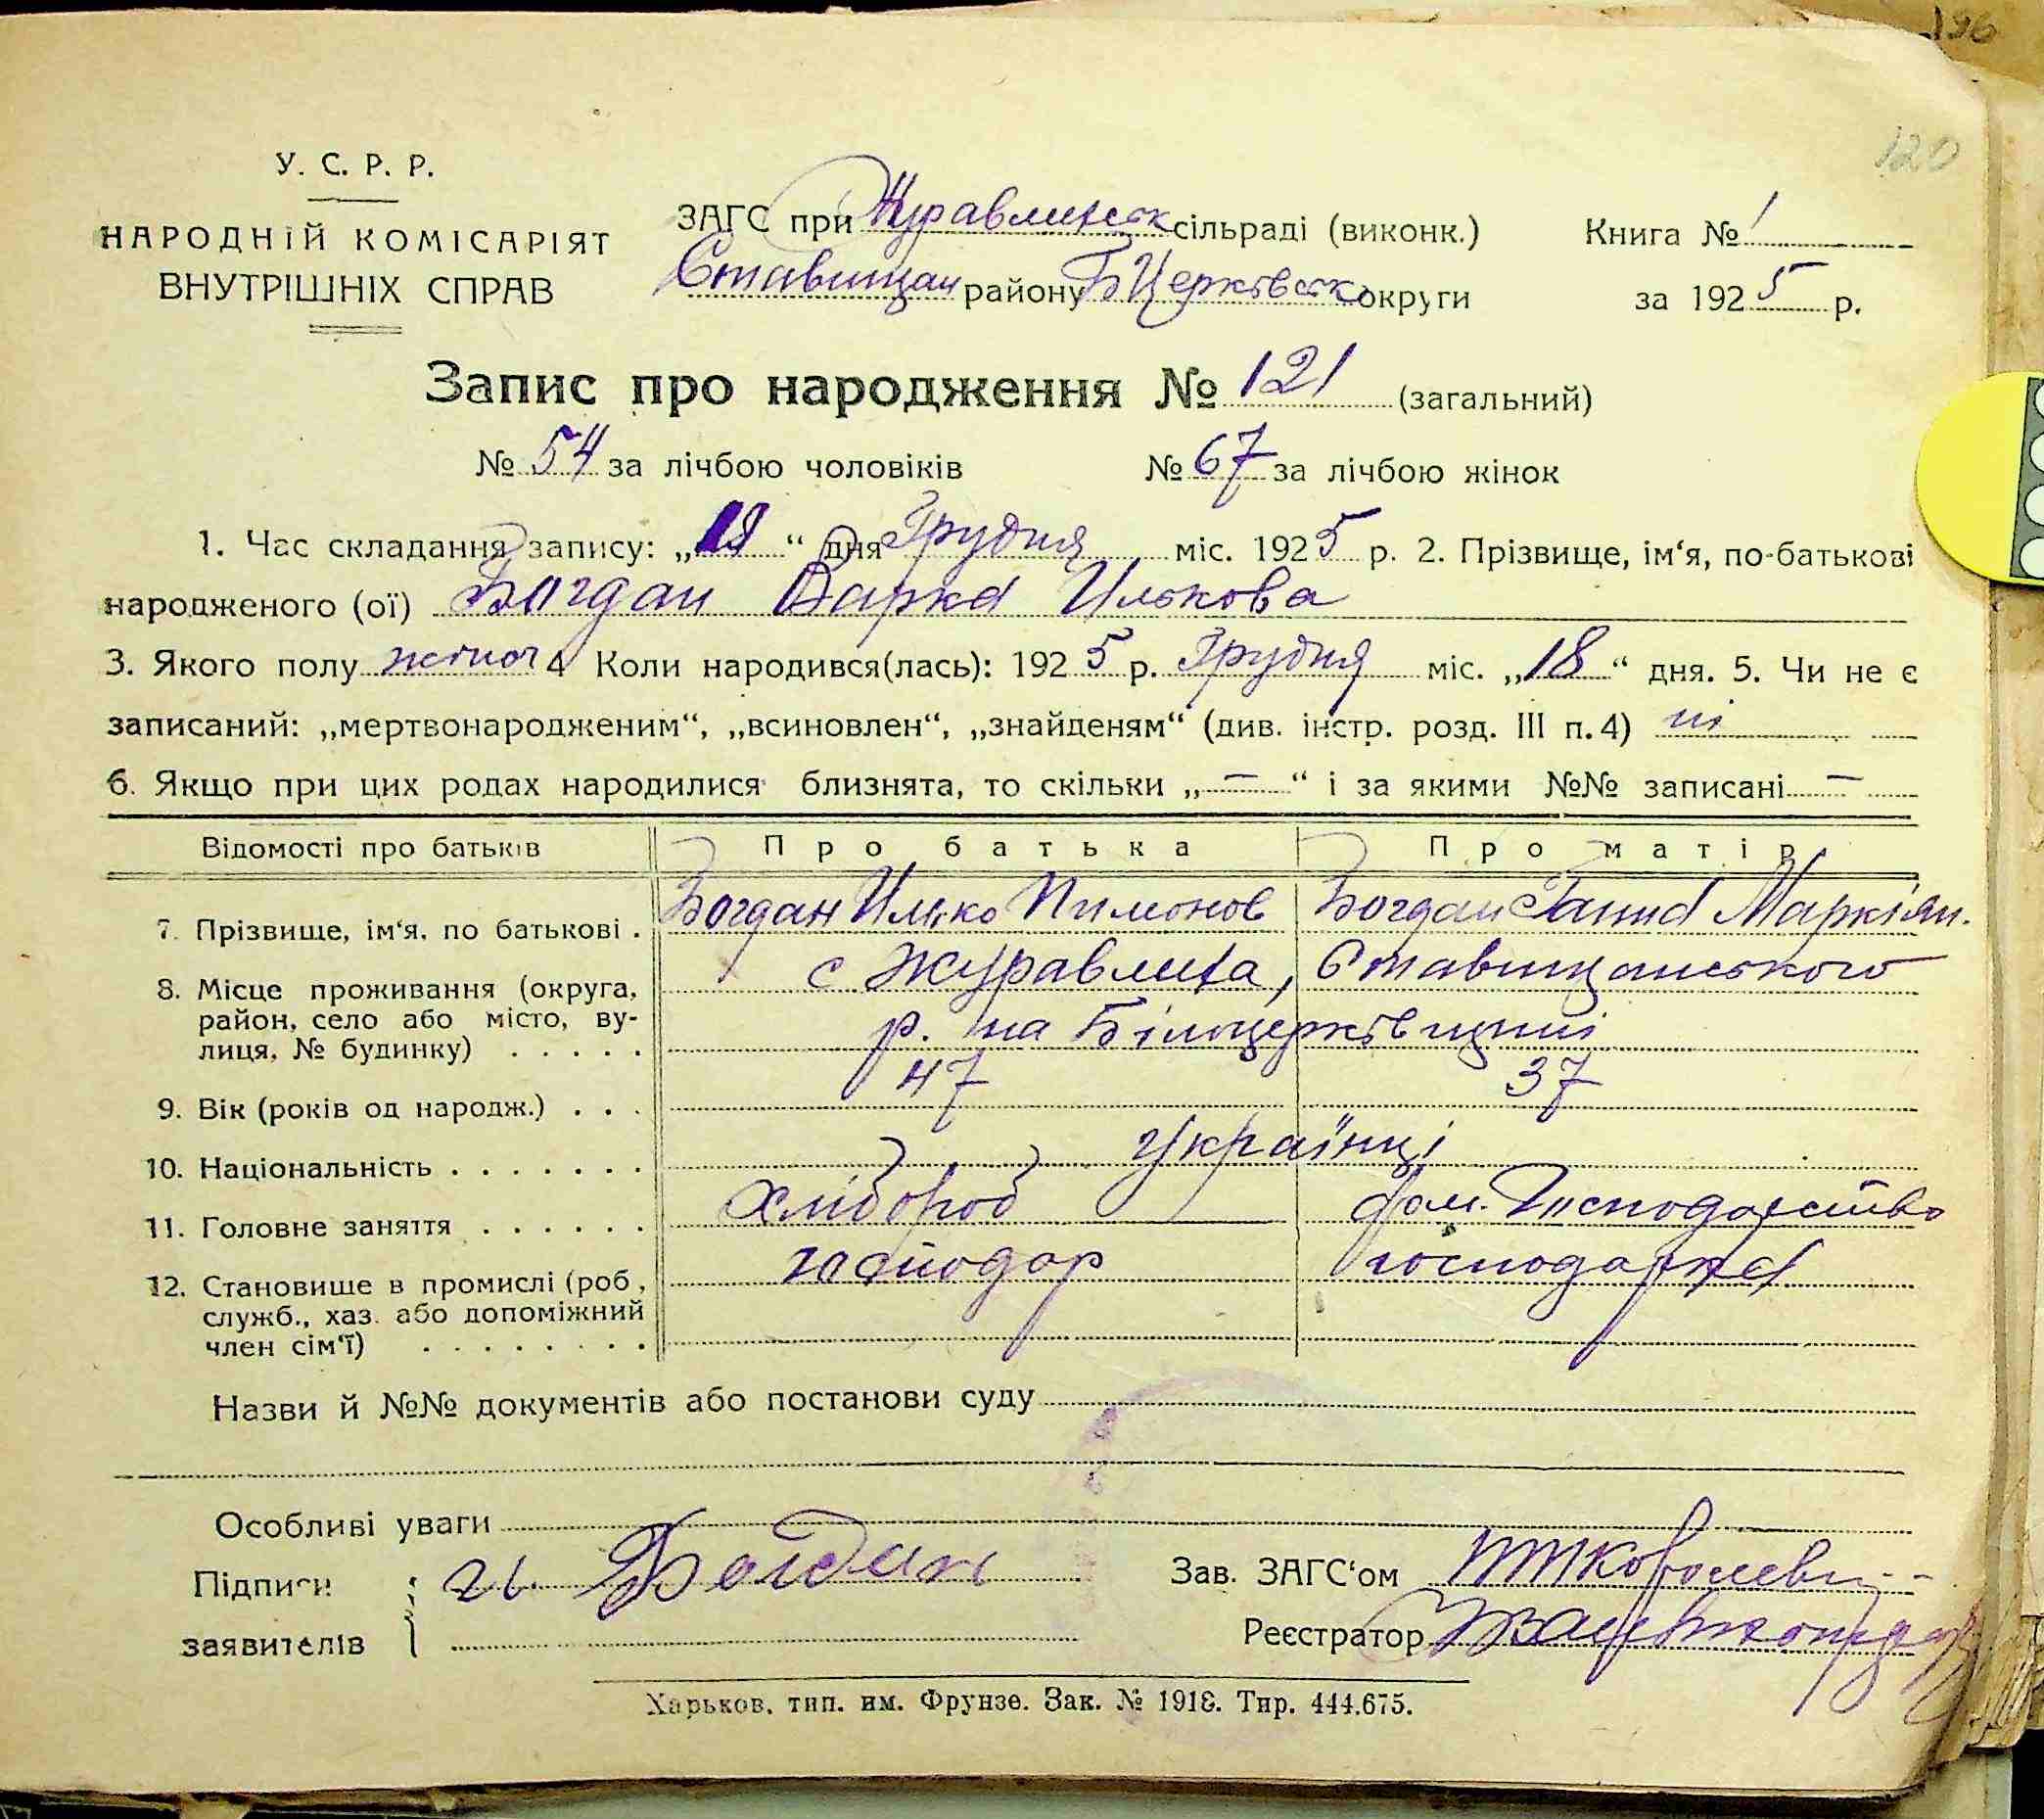 196
120
У. С. Р. Р.
НАРОДНІЙ КОМІСАРІЯТ
ВНУТРІШНІХ СПРАВ
ЗАГС при Журавлинськ сільраді (виконк.)
Ставищан району БЦерківськ округи
Книга № 1
за 1925 р.
Запис про народження № 121 (загальний)
№ 54 за лічбою чоловіків № 67 за лічбою жінок
1. Час складання запису: „18“ дня Грудня міс. 1925 р. 2. Прізвище, ім‘я, по-батькові
народженого (ої) Богдан Варка Илькова
3. Якого полу жіноч 4 Коли народився(лась): 1925 р. Грудня міс. „18“ дня. 5. Чи не є
записаний: „мертвонародженим“, „всиновлен“, „знайденям“ (див. інстр. розд. III п. 4) ні
6. Якщо при цих родах народилися близнята, то скільки „—“ і за якими №№ записані —
Відомості про батьків Про батька Про матір
7. Прізвище, ім‘я, по батькові . Богдан Илько Пимонов Богдан Ганна Маркіян.
8. Місце проживання (округа, с Журавлиха, Ставищанського
район, село або місто, ву- р. на Білоцерківщині
лиця, № будинку) . . . . .
9. Вік (років од народж.) . . . 47 37
10. Національність . . . . . . . українці
11. Головне заняття . . . . . . хлібороб дом. Господарство
12. Становище в промислі (роб, господар господарка
служб., хаз. або допоміжний
член сім‘ї) . . . . . . . .
Назви й №№ документів або постанови суду
Особливі уваги
Підписи Богдан
заявителів
Зав. ЗАГС‘ом
Реєстратор
Харьков, тип. им. Фрунзе. Зак. № 1918. Тир. 444.675.